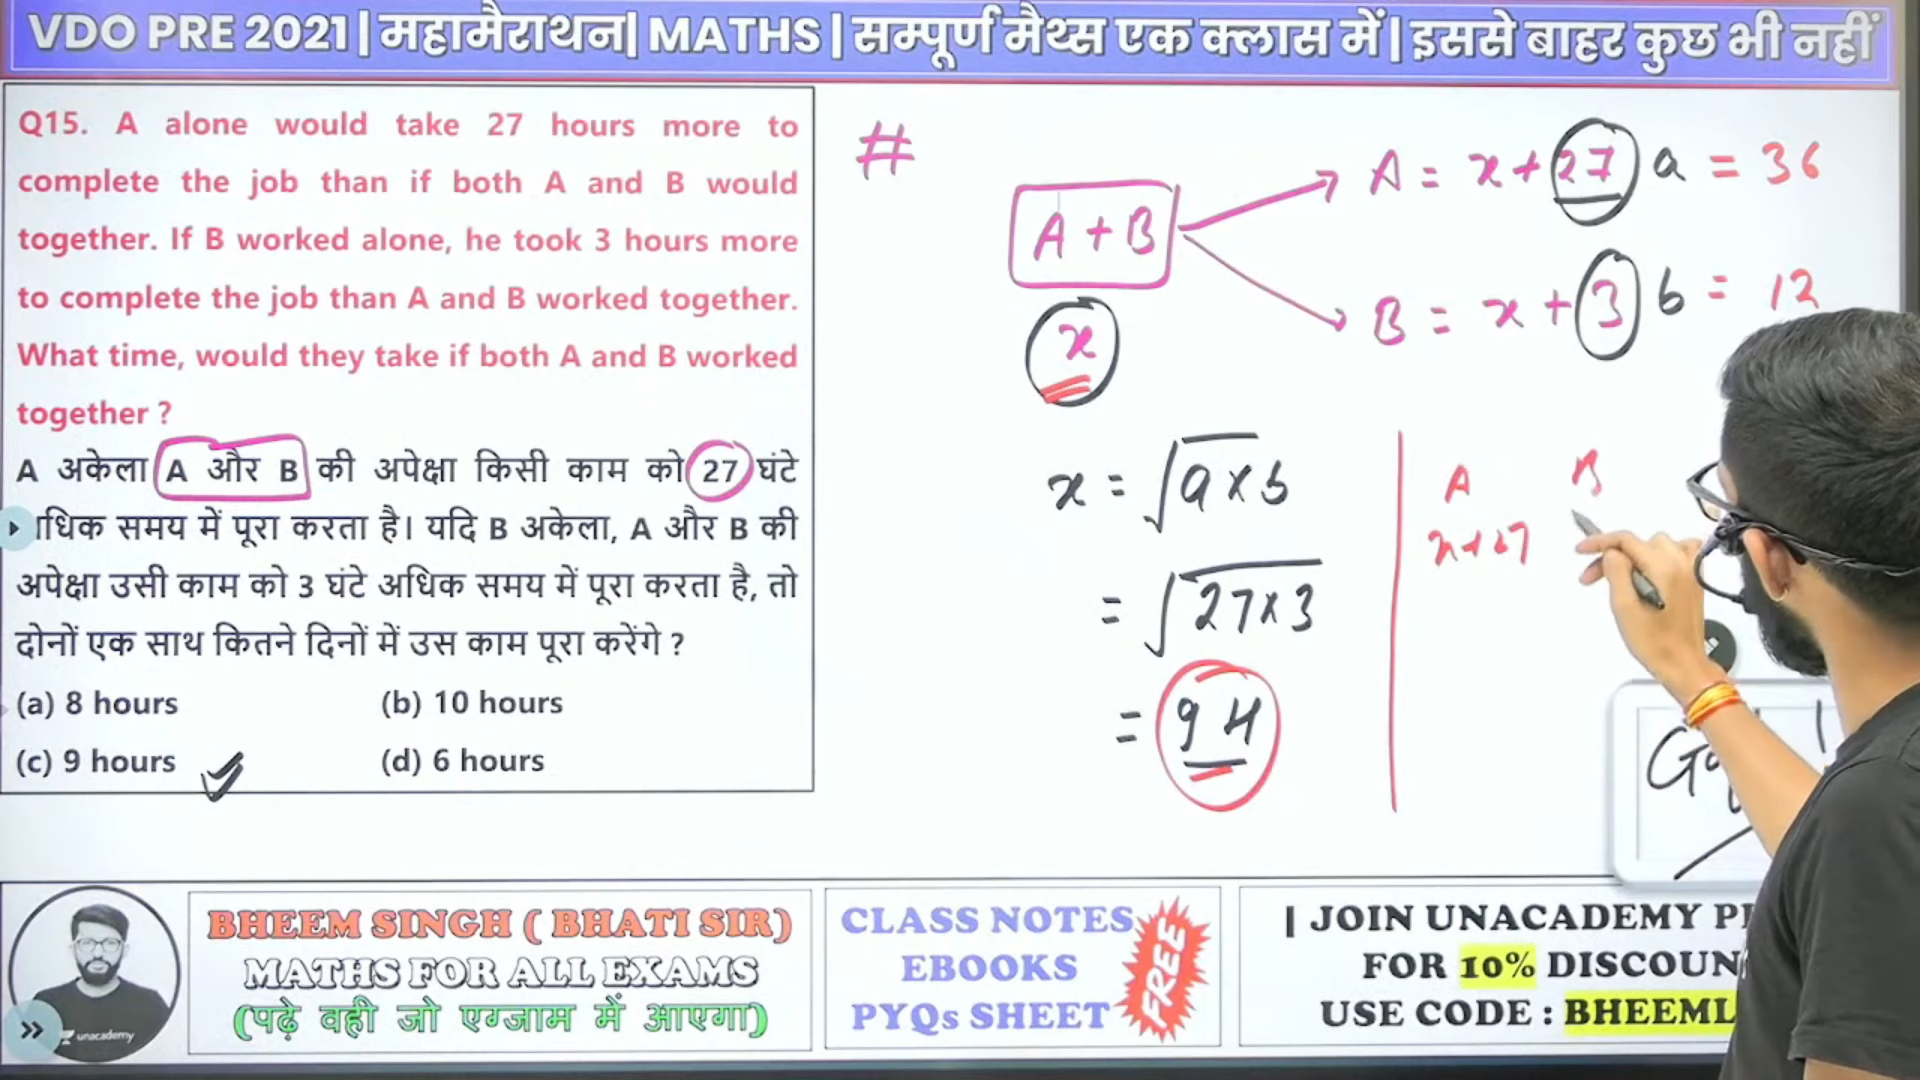 VDO PRE 2021 | महामैराथन| MATHS | सम्पूर्ण मैथ्स एक क्लास में | इससे बाहर कुछ भी नहीं
Q15. A alone would take 27 hours more to
complete the job than if both A and B would
together. If B worked alone, he took 3 hours more
to complete the job than A and B worked together.
What time, would they take if both A and B worked
together ?
A अकेला A और B की अपेक्षा किसी काम को 27 घंटे
धिक समय में पूरा करता है। यदि B अकेला, A और B की
अपेक्षा उसी काम को 3 घंटे अधिक समय में पूरा करता है, तो
दोनों एक साथ कितने दिनों में उस काम पूरा करेंगे ?
(a) 8 hours (b) 10 hours
(c) 9 hours (d) 6 hours
#
A + B
x
A = x + 27 a = 36
B = x + 3 b = 12
x = √a × b
= √27 × 3
= 9 H
A B
x+27
BHEEM SINGH ( BHATI SIR)
MATHS FOR ALL EXAMS
(पढ़े वही जो एग्जाम में आएगा)
unacademy
CLASS NOTES
EBOOKS
PYQs SHEET
FREE
| JOIN UNACADEMY
FOR 10% DISCOUN
USE CODE : BHEEML